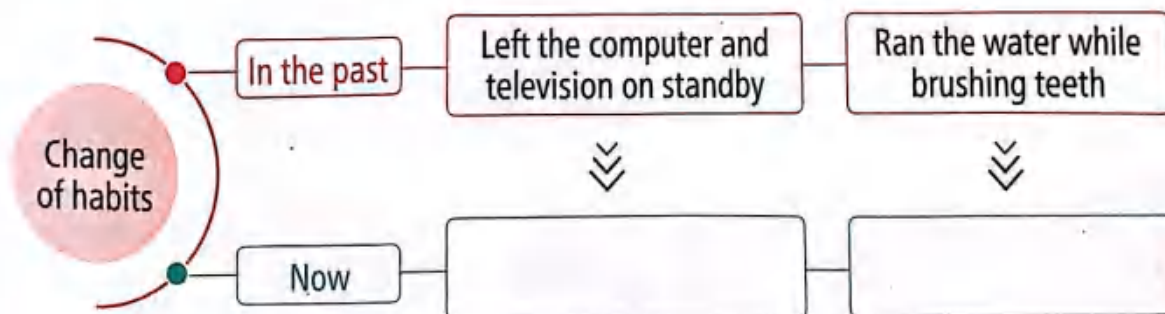 In the past
Left the computer and
television on standby
Ran the water while
brushing teeth
Change
of habits
Now